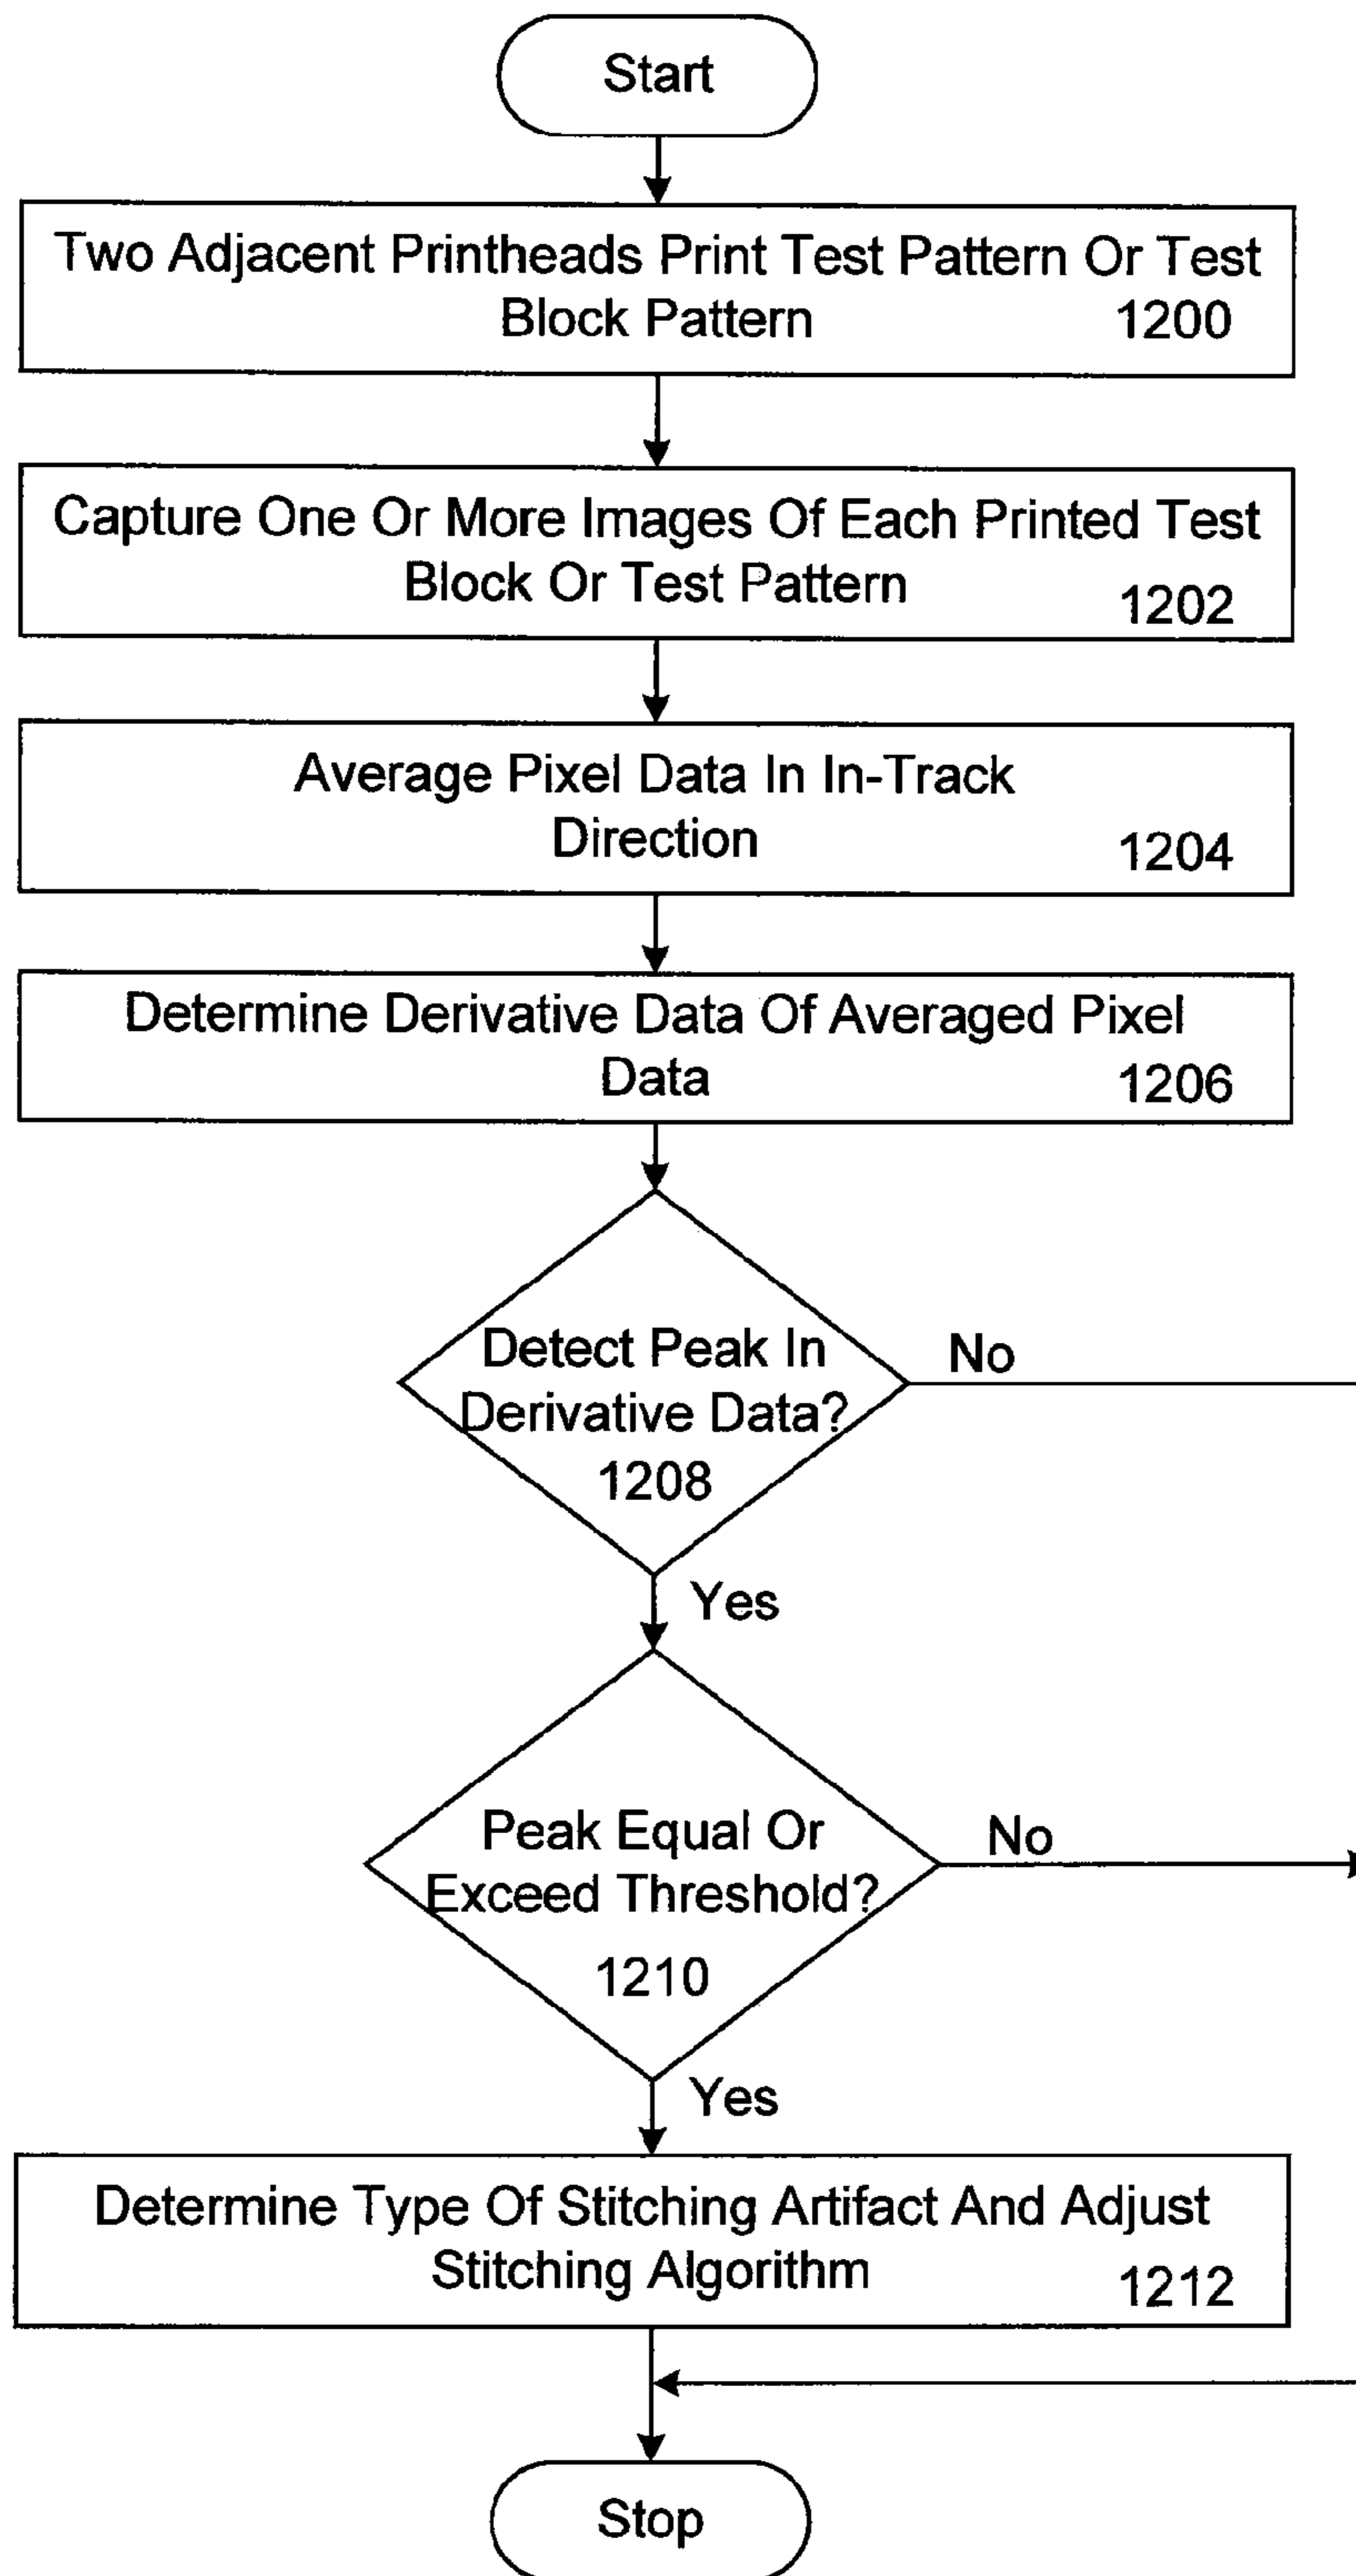 Start
Two Adjacent Printheads Print Test Pattern Or Test
Block Pattern 1200
Capture One Or More Images Of Each Printed Test
Block Or Test Pattern 1202
Average Pixel Data In In-Track
Direction 1204
Determine Derivative Data Of Averaged Pixel
Data 1206
Detect Peak In
Derivative Data?
1208
No
Yes
Peak Equal Or
Exceed Threshold?
1210
No
Yes
Determine Type Of Stitching Artifact And Adjust
Stitching Algorithm 1212
Stop